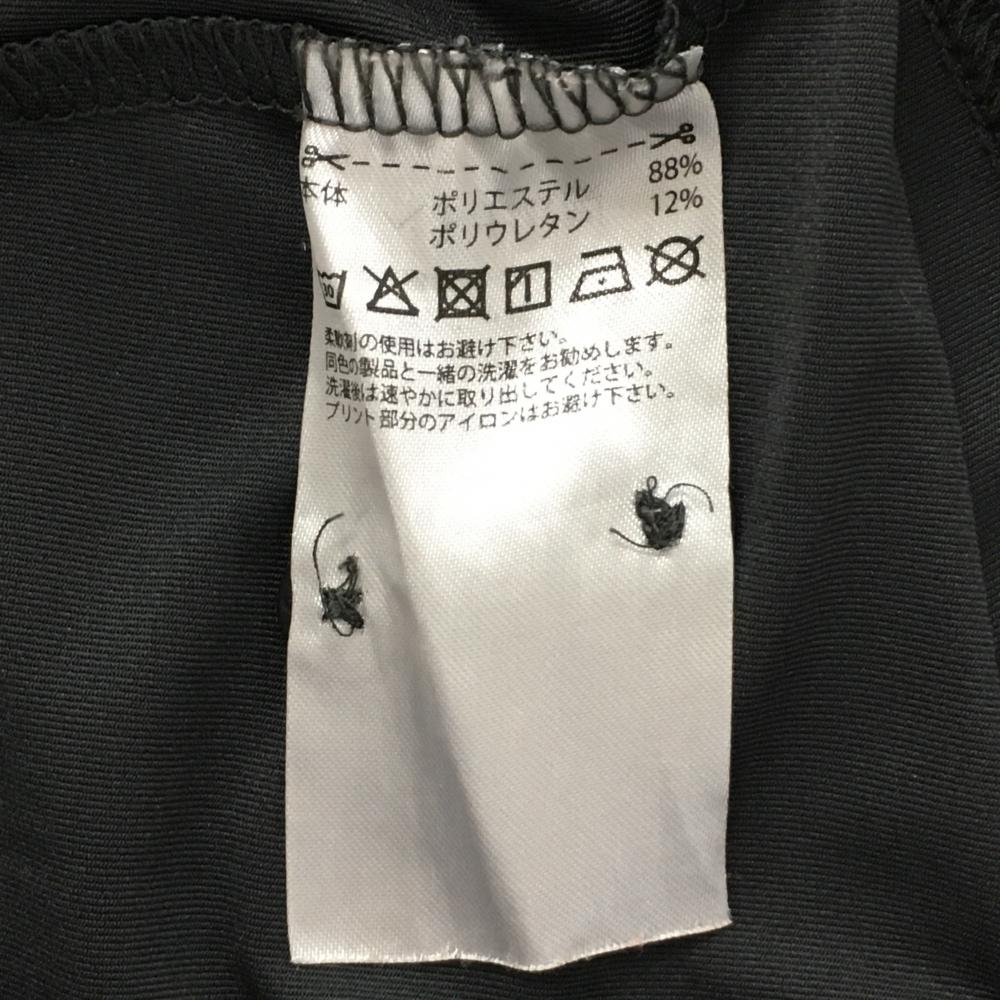 本体 ポリエステル 88%
ポリウレタン 12%
30
柔軟剤の使用はお避け下さい。
同色の製品と一緒の洗濯をお勧めします。
洗濯後は速やかに取り出してください。
プリント部分のアイロンはお避け下さい。